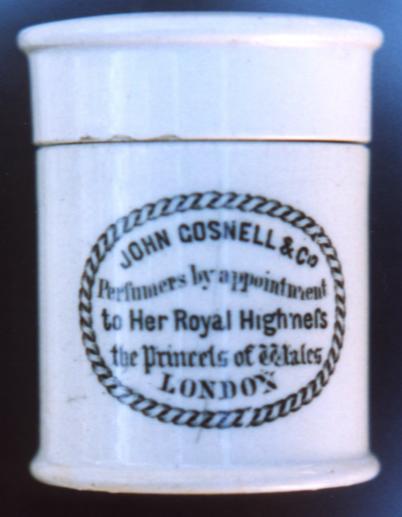 JOHN GOSNELL & Co
Perfumers by appointment
to Her Royal Highneſs
the Princeſs of Wales
LONDON